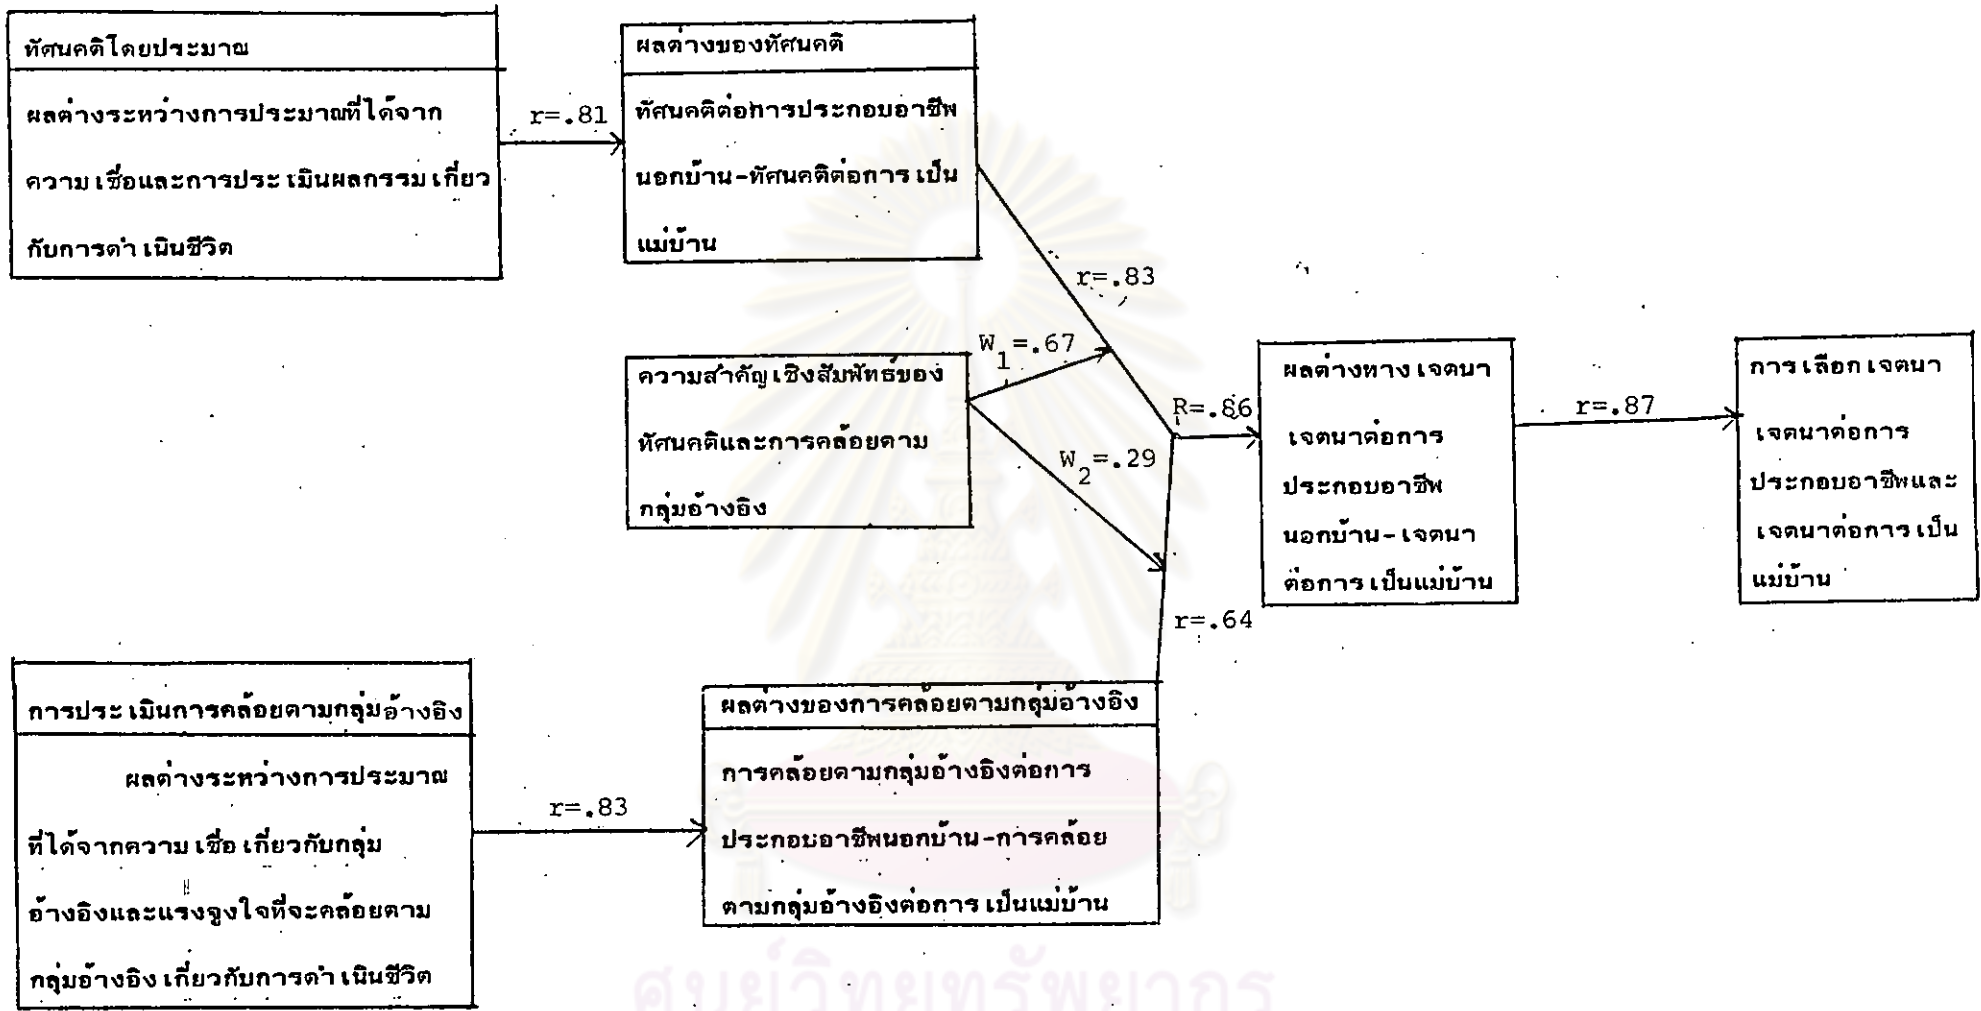 ทัศนคติโดยประมาณ
ผลต่างระหว่างการประมาณที่ได้จาก
ความเชื่อและการประเมินผลกรรมเกี่ยว
กับการดำเนินชีวิต
r=.81
ผลต่างของทัศนคติ
ทัศนคติต่อการประกอบอาชีพ
นอกบ้าน-ทัศนคติต่อการเป็น
แม่บ้าน
r=.83
ความสำคัญเชิงสัมพัทธ์ของ
ทัศนคติและการคล้อยตาม
กลุ่มอ้างอิง
W1=.67
W2=.29
R=.86
ผลต่างทางเจตนา
เจตนาต่อการ
ประกอบอาชีพ
นอกบ้าน-เจตนา
ต่อการเป็นแม่บ้าน
r=.87
การเลือกเจตนา
เจตนาต่อการ
ประกอบอาชีพและ
เจตนาต่อการเป็น
แม่บ้าน
r=.64
การประเมินการคล้อยตามกลุ่มอ้างอิง
ผลต่างระหว่างการประมาณ
ที่ได้จากความเชื่อเกี่ยวกับกลุ่ม
อ้างอิงและแรงจูงใจที่จะคล้อยตาม
กลุ่มอ้างอิงเกี่ยวกับการดำเนินชีวิต
r=.83
ผลต่างของการคล้อยตามกลุ่มอ้างอิง
การคล้อยตามกลุ่มอ้างอิงต่อการ
ประกอบอาชีพนอกบ้าน-การคล้อย
ตามกลุ่มอ้างอิงต่อการเป็นแม่บ้าน
ศูนย์วิทยทรัพยากร